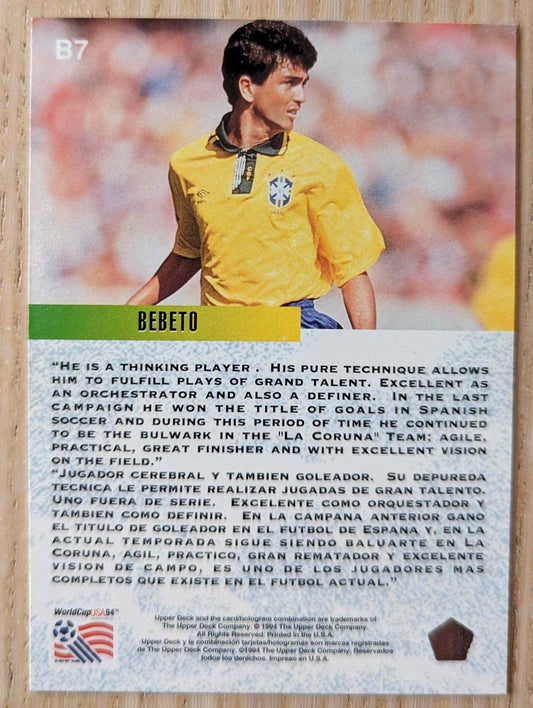 B7
BEBETO
"HE IS A THINKING PLAYER . HIS PURE TECHNIQUE ALLOWS
HIM TO FULFILL PLAYS OF GRAND TALENT. EXCELLENT AS
AN ORCHESTRATOR AND ALSO A DEFINER. IN THE LAST
CAMPAIGN HE WON THE TITLE OF GOALS IN SPANISH
SOCCER AND DURING THIS PERIOD OF TIME HE CONTINUED
TO BE THE BULWARK IN THE "LA CORUNA" TEAM; AGILE,
PRACTICAL, GREAT FINISHER AND WITH EXCELLENT VISION
ON THE FIELD."
"JUGADOR CEREBRAL Y TAMBIEN GOLEADOR. SU DEPUREDA
TECNICA LE PERMITE REALIZAR JUGADAS DE GRAN TALENTO.
UNO FUERA DE SERIE. EXCELENTE COMO ORQUESTADOR Y
TAMBIEN COMO DEFINIR. EN LA CAMPANA ANTERIOR GANO
EL TITULO DE GOLEADOR EN EL FUTBOL DE ESPANA Y, EN LA
ACTUAL TEMPORADA SIGUE SIENDO BALUARTE EN LA
CORUNA, AGIL, PRACTICO, GRAN REMATADOR Y EXCELENTE
VISION DE CAMPO, ES UNO DE LOS JUGADORES MAS
COMPLETOS QUE EXISTE EN EL FUTBOL ACTUAL."
WorldCupUSA94™
Upper Deck and the card/hologram combination are trademarks of
The Upper Deck Company. © 1994 The Upper Deck Company.
All Rights Reserved. Printed in the U.S.A.
Upper Deck y la combinación tarjetas/hologramas son marcas registradas
de The Upper Deck Company. ©1994 The Upper Deck Company. Reservados
todos los derechos. Impreso en U.S.A.